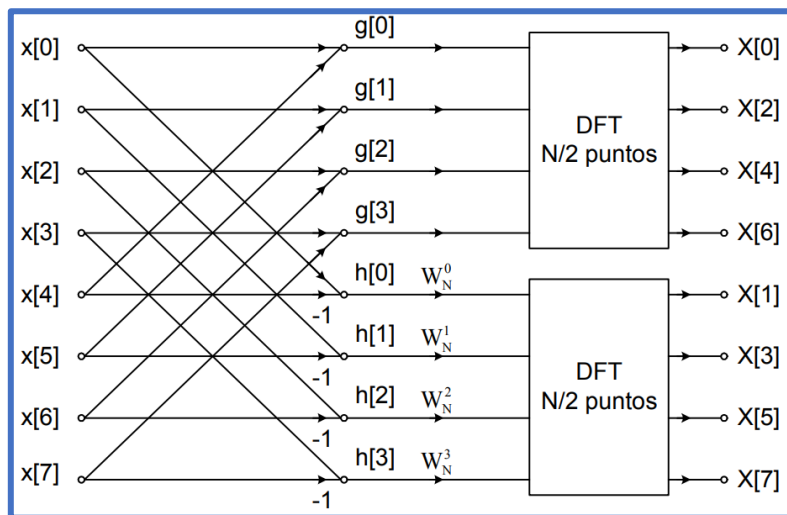 x[0]
x[1]
x[2]
x[3]
x[4]
x[5]
x[6]
x[7]
g[0]
g[1]
g[2]
g[3]
h[0]
h[1]
h[2]
h[3]
-1
-1
-1
-1
W_N^0
W_N^1
W_N^2
W_N^3
DFT
N/2 puntos
DFT
N/2 puntos
X[0]
X[2]
X[4]
X[6]
X[1]
X[3]
X[5]
X[7]